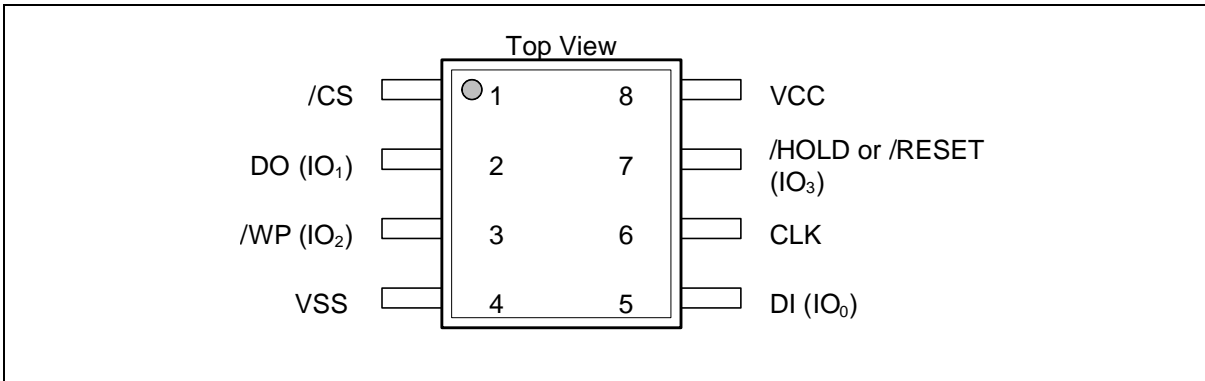 Top View
/CS 1 8 VCC
DO (IO₁) 2 7 /HOLD or /RESET
(IO₃)
/WP (IO₂) 3 6 CLK
VSS 4 5 DI (IO₀)